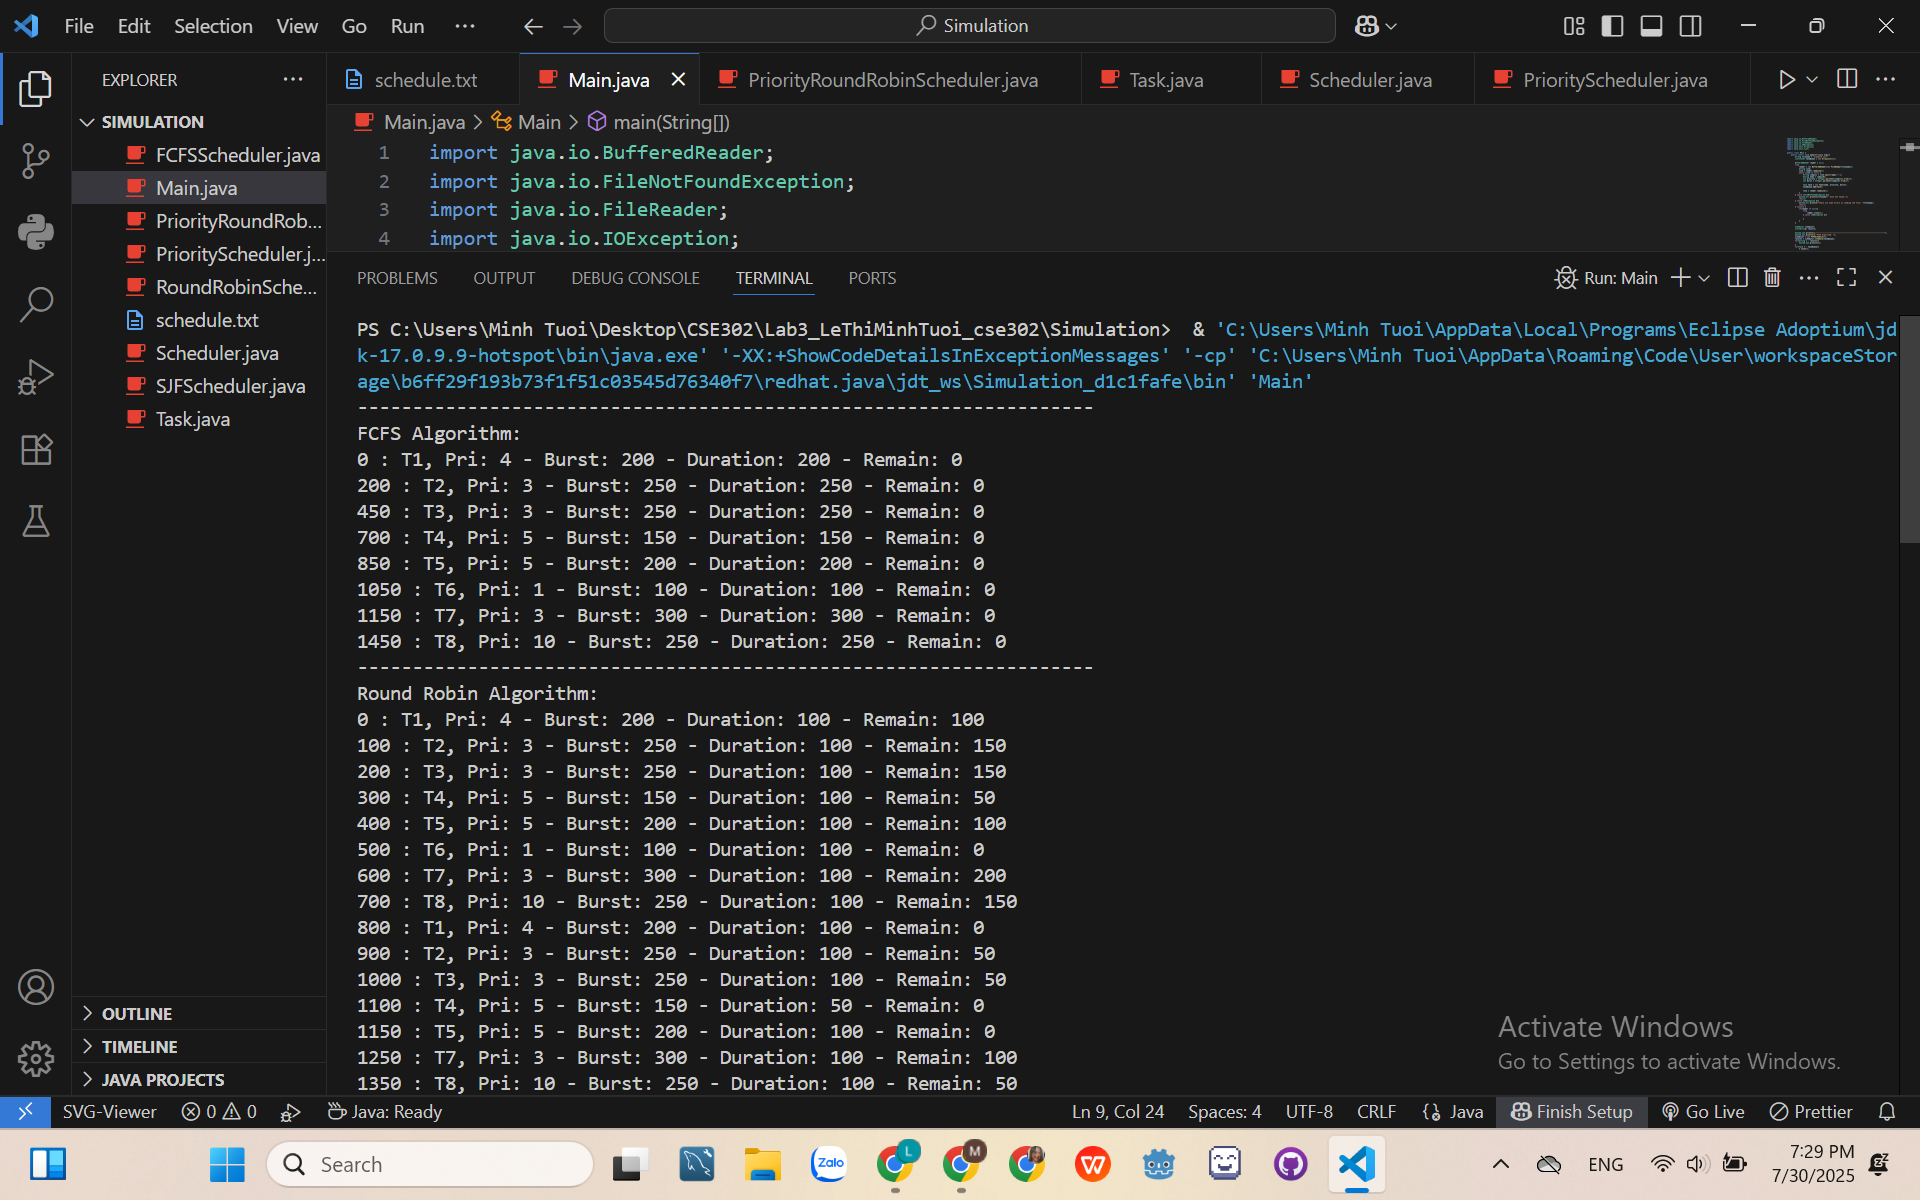 File Edit Selection View Go Run ··· Simulation
EXPLORER ···
SIMULATION
FCFSScheduler.java
Main.java
PriorityRoundRob...
PriorityScheduler.j...
RoundRobinSche...
schedule.txt
Scheduler.java
SJFScheduler.java
Task.java
OUTLINE
TIMELINE
JAVA PROJECTS
schedule.txt Main.java PriorityRoundRobinScheduler.java Task.java Scheduler.java PriorityScheduler.java
Main.java > Main > main(String[])
1 import java.io.BufferedReader;
2 import java.io.FileNotFoundException;
3 import java.io.FileReader;
4 import java.io.IOException;
PROBLEMS OUTPUT DEBUG CONSOLE TERMINAL PORTS Run: Main
PS C:\Users\Minh Tuoi\Desktop\CSE302\Lab3_LeThiMinhTuoi_cse302\Simulation>  & 'C:\Users\Minh Tuoi\AppData\Local\Programs\Eclipse Adoptium\jd
k-17.0.9.9-hotspot\bin\java.exe' '-XX:+ShowCodeDetailsInExceptionMessages' '-cp' 'C:\Users\Minh Tuoi\AppData\Roaming\Code\User\workspaceStor
age\b6ff29f193b73f1f51c03545d76340f7\redhat.java\jdt_ws\Simulation_d1c1fafe\bin' 'Main'
-------------------------------------------------------------------
FCFS Algorithm:
0 : T1, Pri: 4 - Burst: 200 - Duration: 200 - Remain: 0
200 : T2, Pri: 3 - Burst: 250 - Duration: 250 - Remain: 0
450 : T3, Pri: 3 - Burst: 250 - Duration: 250 - Remain: 0
700 : T4, Pri: 5 - Burst: 150 - Duration: 150 - Remain: 0
850 : T5, Pri: 5 - Burst: 200 - Duration: 200 - Remain: 0
1050 : T6, Pri: 1 - Burst: 100 - Duration: 100 - Remain: 0
1150 : T7, Pri: 3 - Burst: 300 - Duration: 300 - Remain: 0
1450 : T8, Pri: 10 - Burst: 250 - Duration: 250 - Remain: 0
-------------------------------------------------------------------
Round Robin Algorithm:
0 : T1, Pri: 4 - Burst: 200 - Duration: 100 - Remain: 100
100 : T2, Pri: 3 - Burst: 250 - Duration: 100 - Remain: 150
200 : T3, Pri: 3 - Burst: 250 - Duration: 100 - Remain: 150
300 : T4, Pri: 5 - Burst: 150 - Duration: 100 - Remain: 50
400 : T5, Pri: 5 - Burst: 200 - Duration: 100 - Remain: 100
500 : T6, Pri: 1 - Burst: 100 - Duration: 100 - Remain: 0
600 : T7, Pri: 3 - Burst: 300 - Duration: 100 - Remain: 200
700 : T8, Pri: 10 - Burst: 250 - Duration: 100 - Remain: 150
800 : T1, Pri: 4 - Burst: 200 - Duration: 100 - Remain: 0
900 : T2, Pri: 3 - Burst: 250 - Duration: 100 - Remain: 50
1000 : T3, Pri: 3 - Burst: 250 - Duration: 100 - Remain: 50
1100 : T4, Pri: 5 - Burst: 150 - Duration: 50 - Remain: 0
1150 : T5, Pri: 5 - Burst: 200 - Duration: 100 - Remain: 0
1250 : T7, Pri: 3 - Burst: 300 - Duration: 100 - Remain: 100
1350 : T8, Pri: 10 - Burst: 250 - Duration: 100 - Remain: 50
Activate Windows
Go to Settings to activate Windows.
SVG-Viewer 0 0 Java: Ready Ln 9, Col 24 Spaces: 4 UTF-8 CRLF Java Finish Setup Go Live Prettier
Search Zalo L M W ENG 7:29 PM
7/30/2025